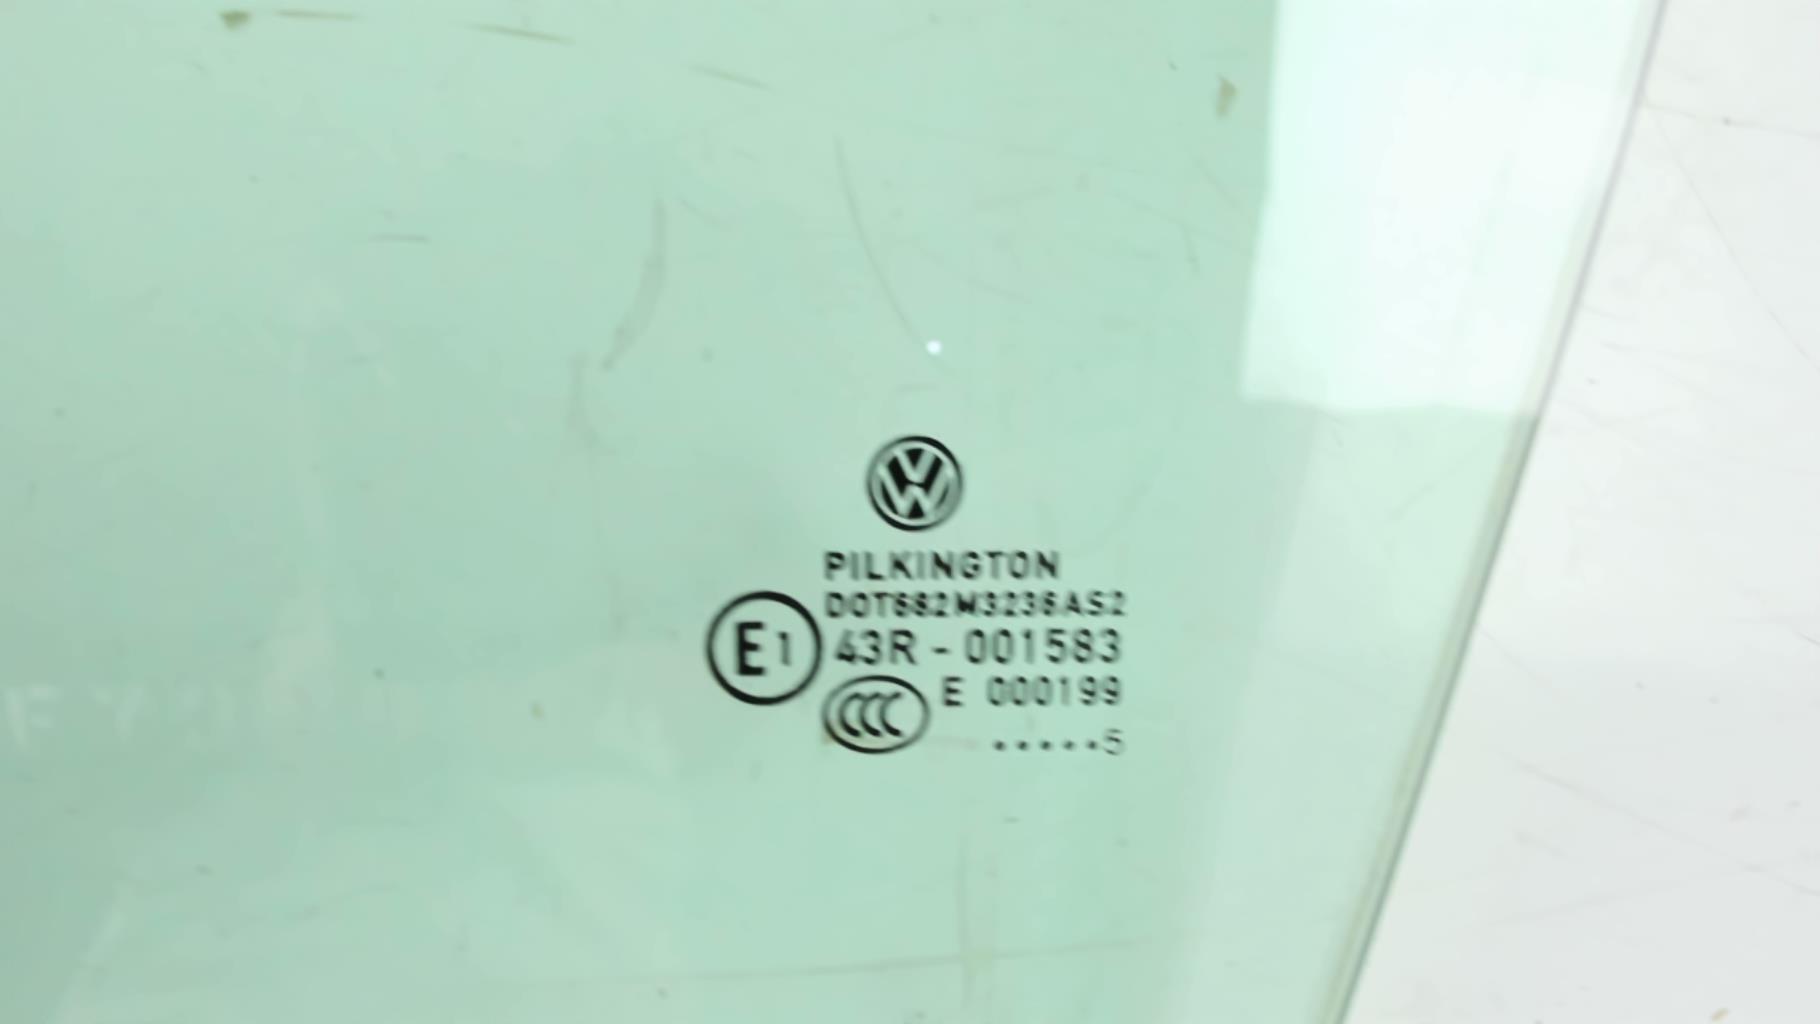 PILKINGTON
DOT682M3236AS2
E1 43R - 001583
CCC E 000199
.....5